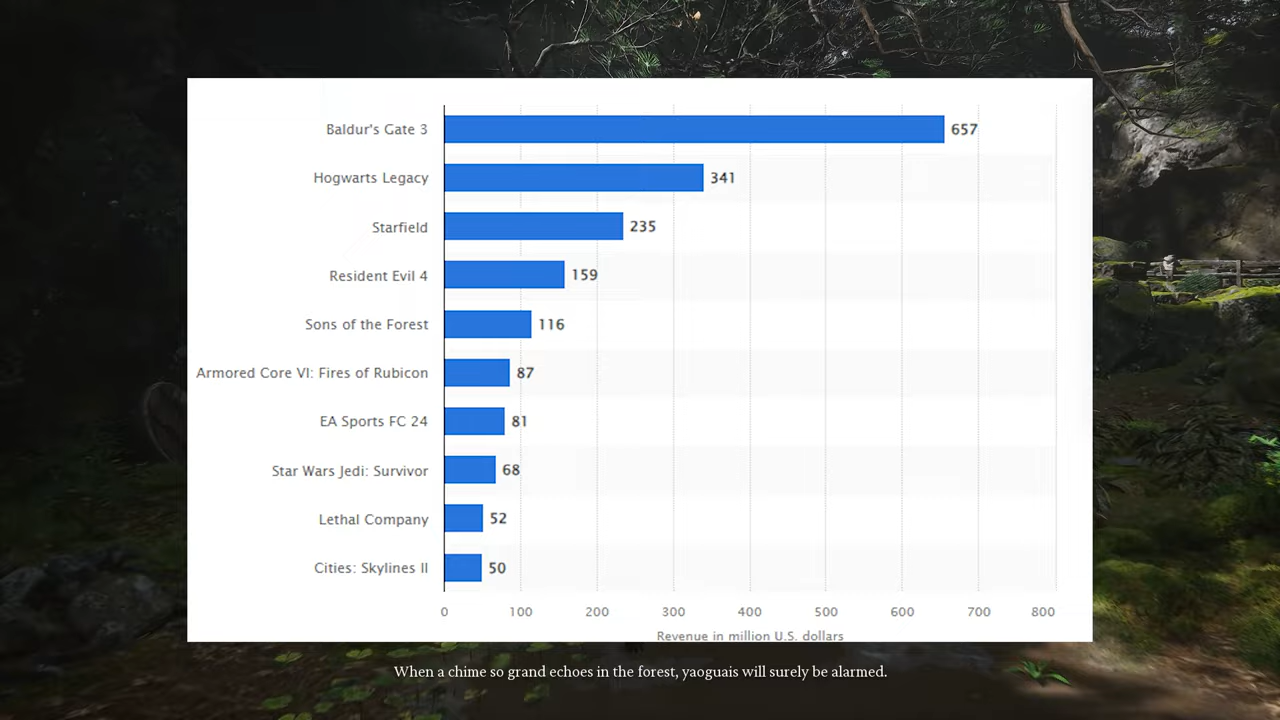 Baldur's Gate 3 657
Hogwarts Legacy 341
Starfield 235
Resident Evil 4 159
Sons of the Forest 116
Armored Core VI: Fires of Rubicon 87
EA Sports FC 24 81
Star Wars Jedi: Survivor 68
Lethal Company 52
Cities: Skylines II 50
0 100 200 300 400 500 600 700 800
Revenue in million U.S. dollars
When a chime so grand echoes in the forest, yaoguais will surely be alarmed.